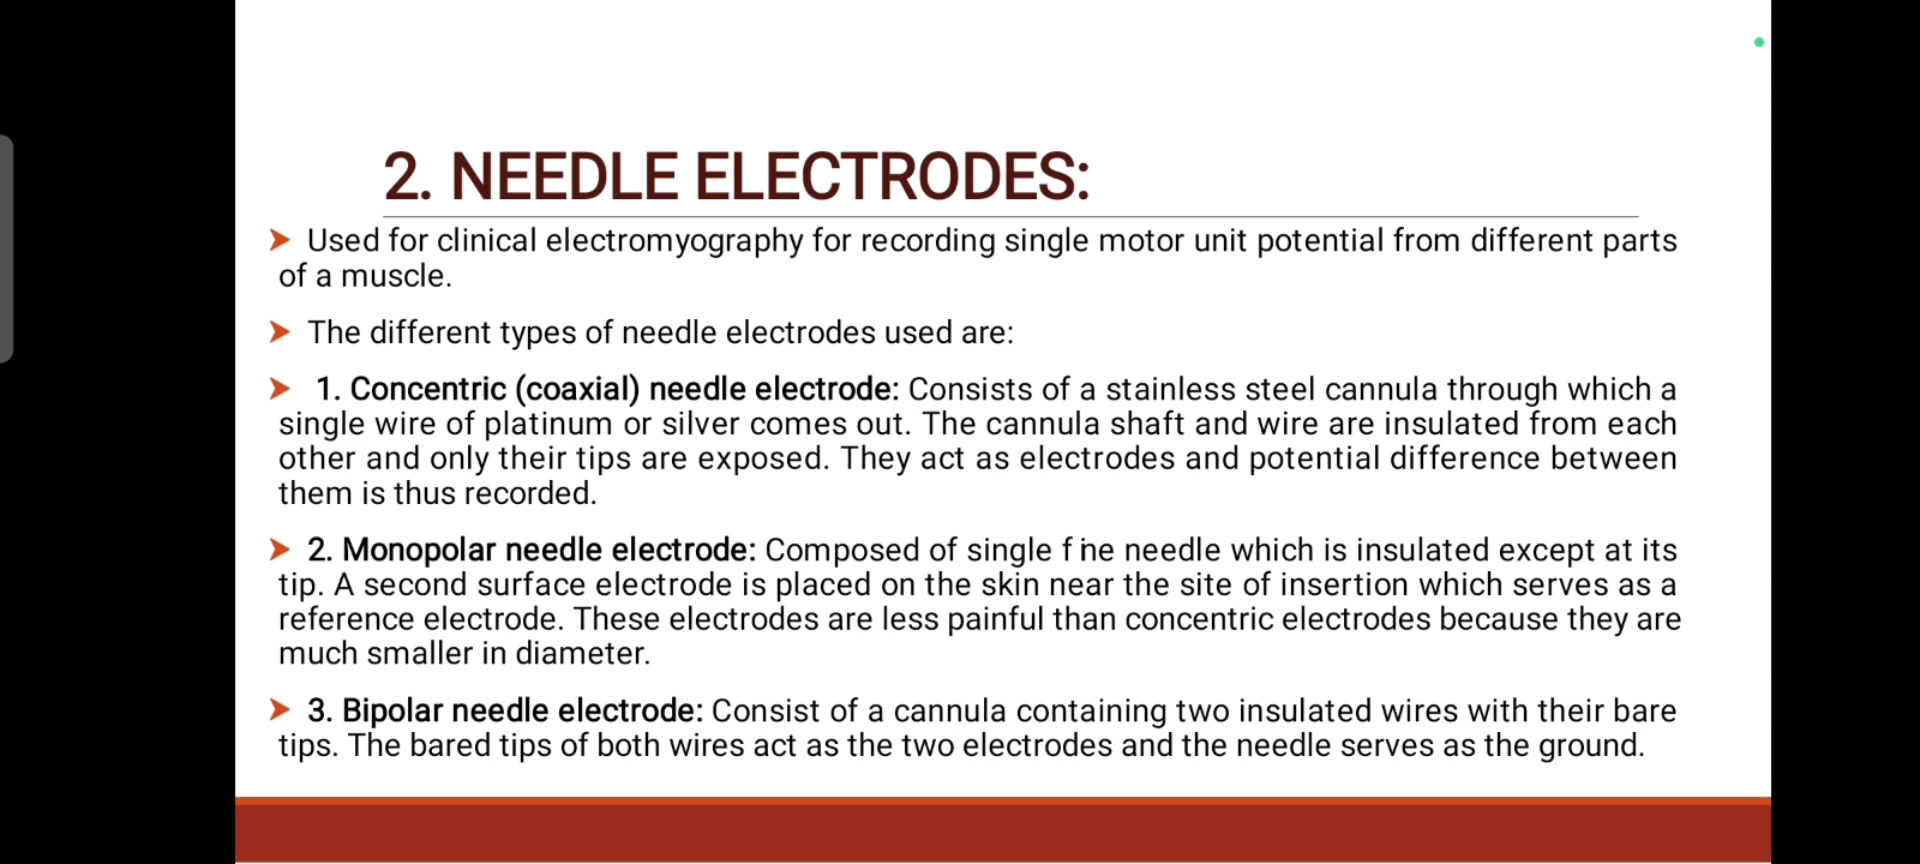 2. NEEDLE ELECTRODES:
➤ Used for clinical electromyography for recording single motor unit potential from different parts
of a muscle.
➤ The different types of needle electrodes used are:
➤ 1. Concentric (coaxial) needle electrode: Consists of a stainless steel cannula through which a
single wire of platinum or silver comes out. The cannula shaft and wire are insulated from each
other and only their tips are exposed. They act as electrodes and potential difference between
them is thus recorded.
➤ 2. Monopolar needle electrode: Composed of single fine needle which is insulated except at its
tip. A second surface electrode is placed on the skin near the site of insertion which serves as a
reference electrode. These electrodes are less painful than concentric electrodes because they are
much smaller in diameter.
➤ 3. Bipolar needle electrode: Consist of a cannula containing two insulated wires with their bare
tips. The bared tips of both wires act as the two electrodes and the needle serves as the ground.